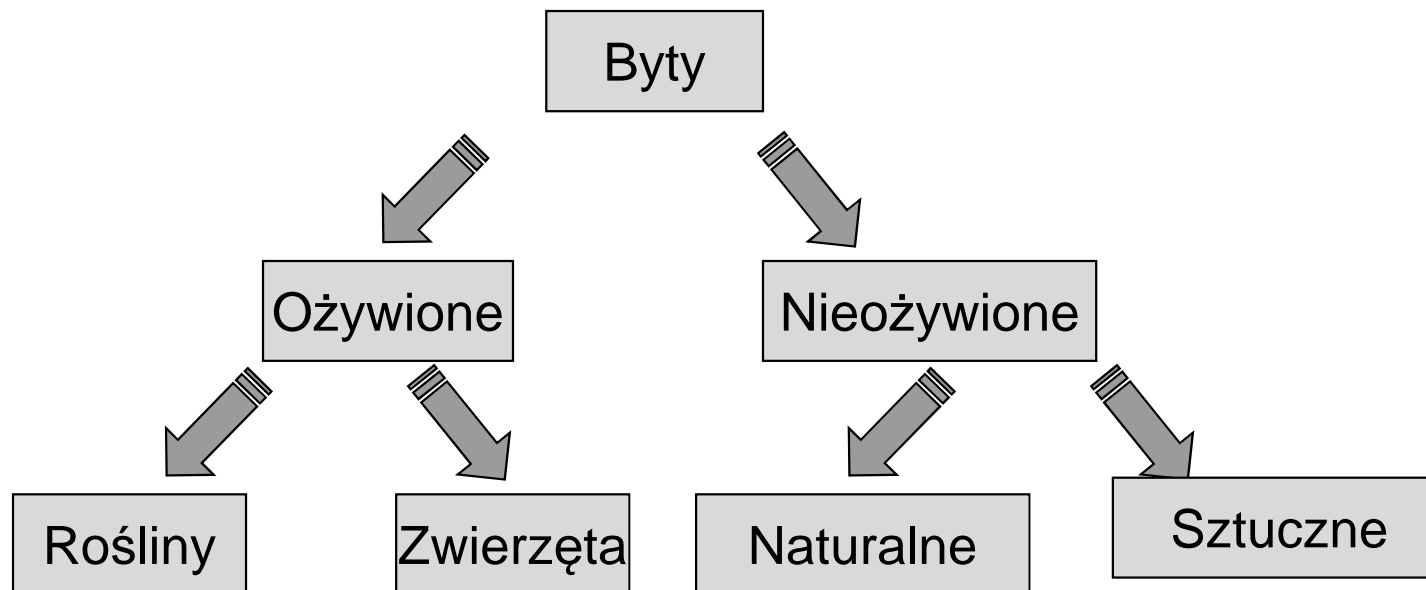 Byty
Ożywione
Nieożywione
Rośliny
Zwierzęta
Naturalne
Sztuczne